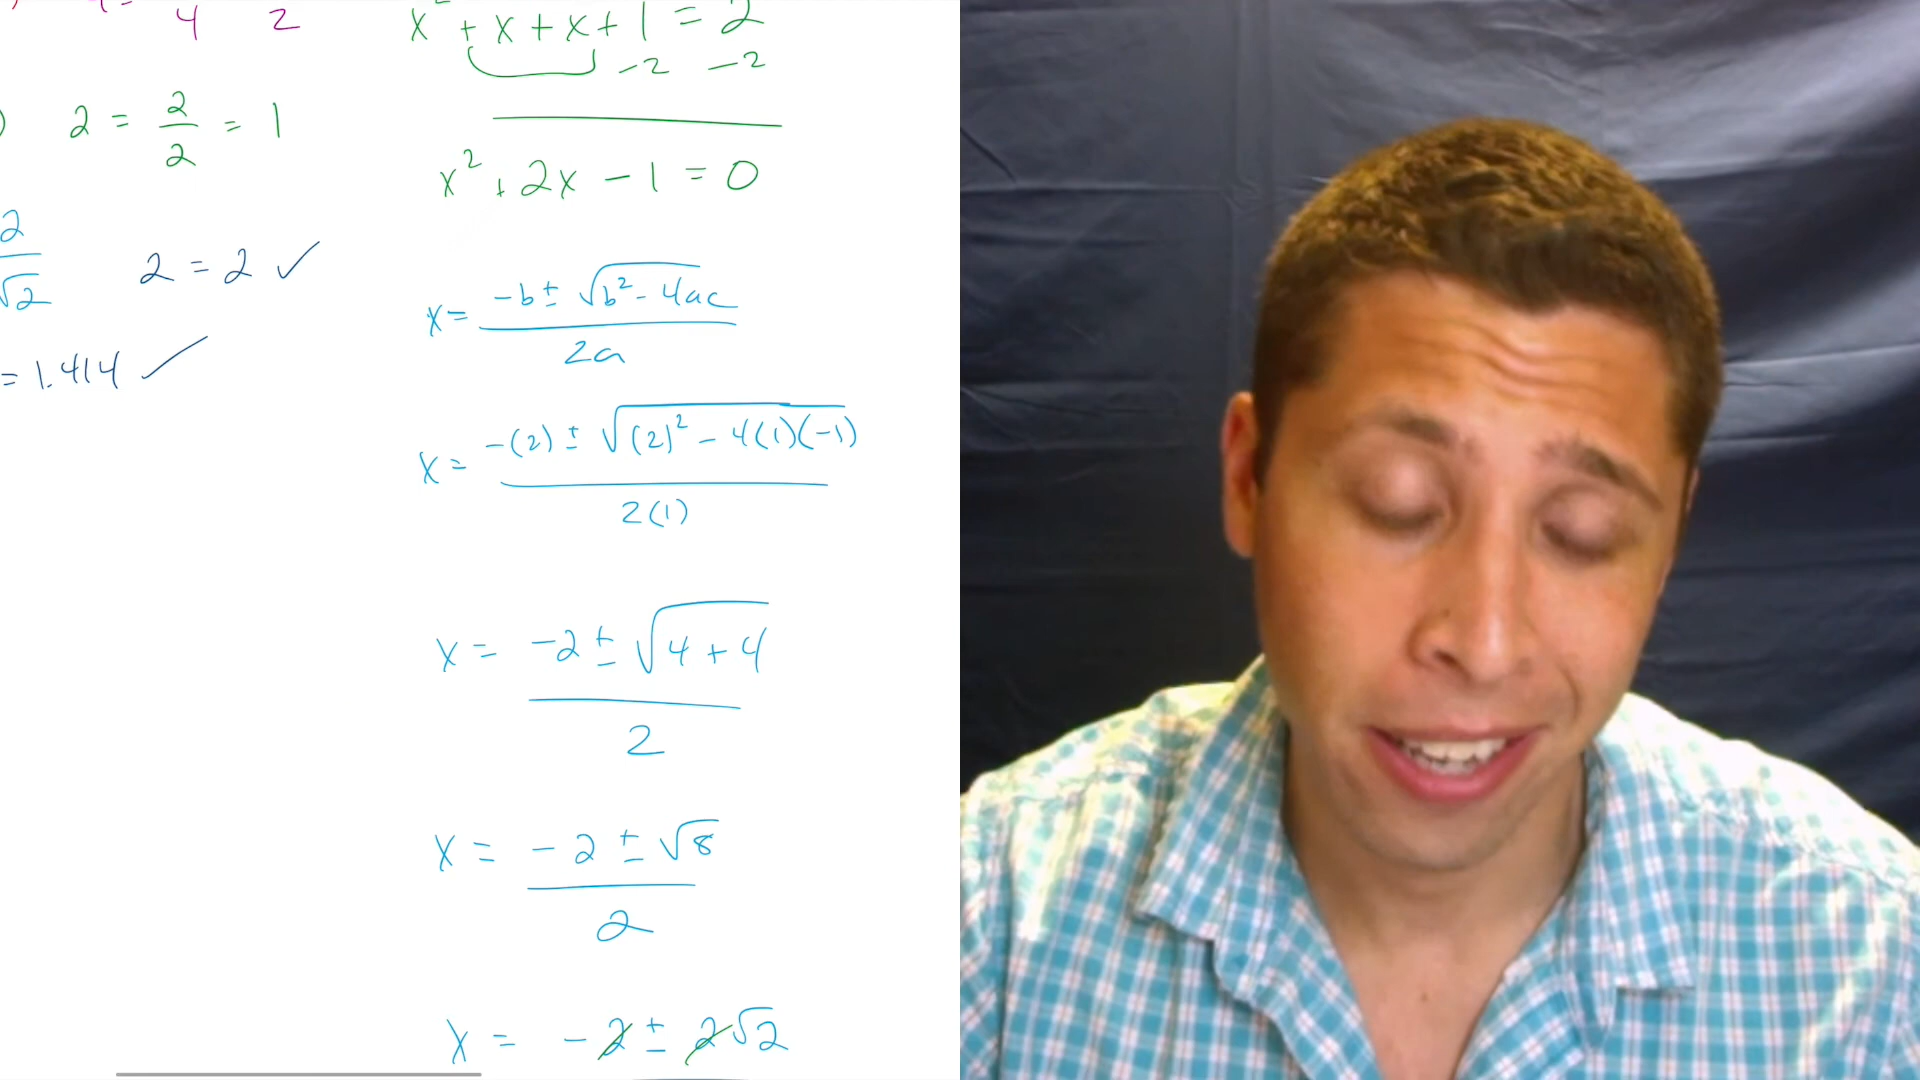 4 2
2 = 2/2 = 1
2/√2 2 = 2 ✓
= 1.414 ✓
x² + x + x + 1 = 2
-2 -2
x² + 2x - 1 = 0
x = (-b ± √(b² - 4ac))/2a
x = (-(2) ± √((2)² - 4(1)(-1)))/2(1)
x = (-2 ± √(4 + 4))/2
x = (-2 ± √8)/2
x = -2 ± 2√2